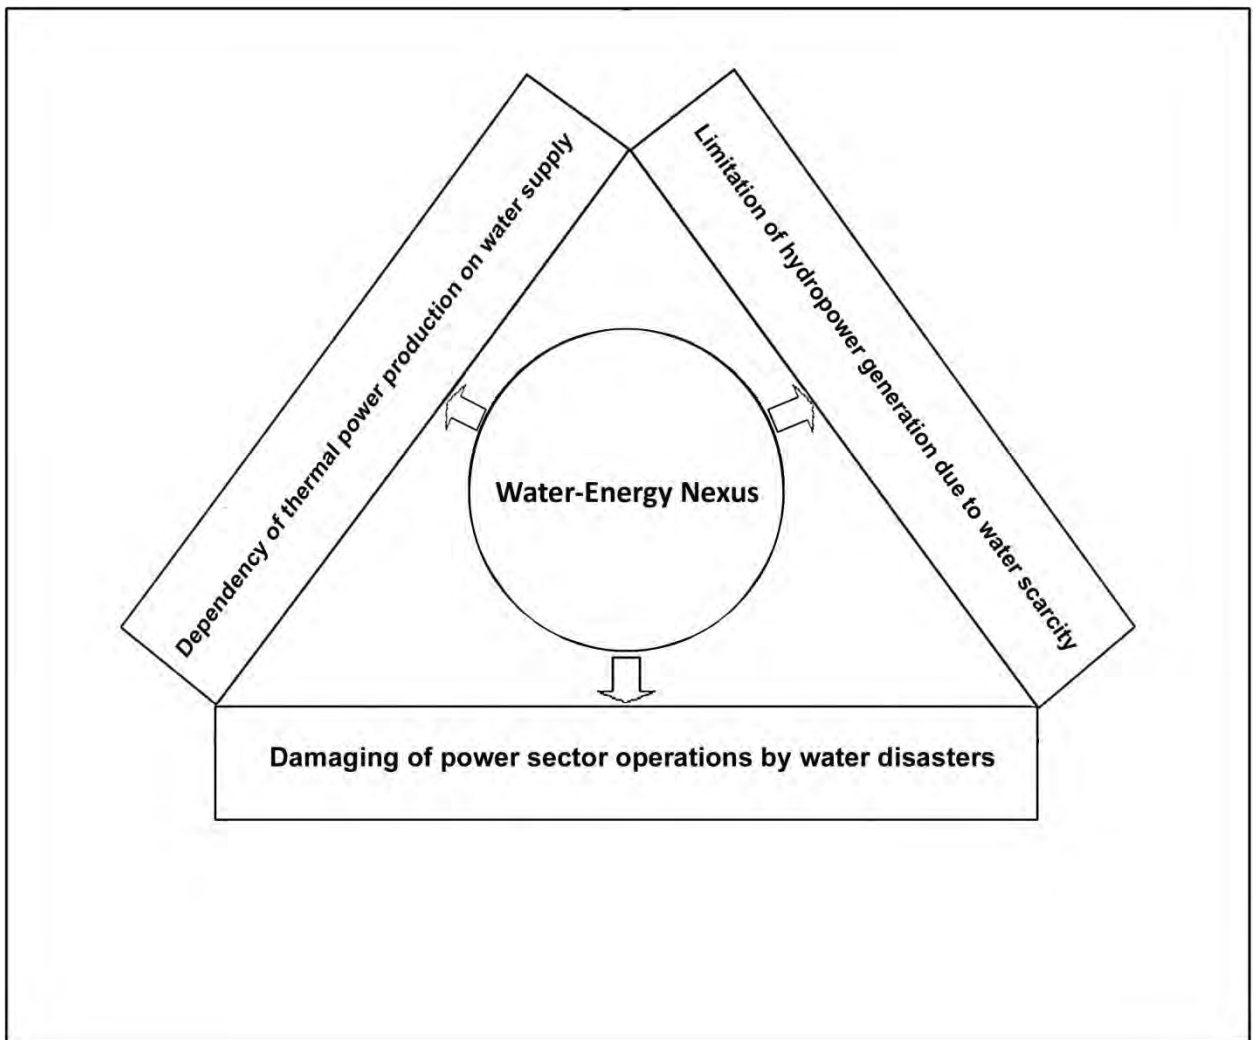 Dependency of thermal power production on water supply
Limitation of hydropower generation due to water scarcity
Water-Energy Nexus
Damaging of power sector operations by water disasters